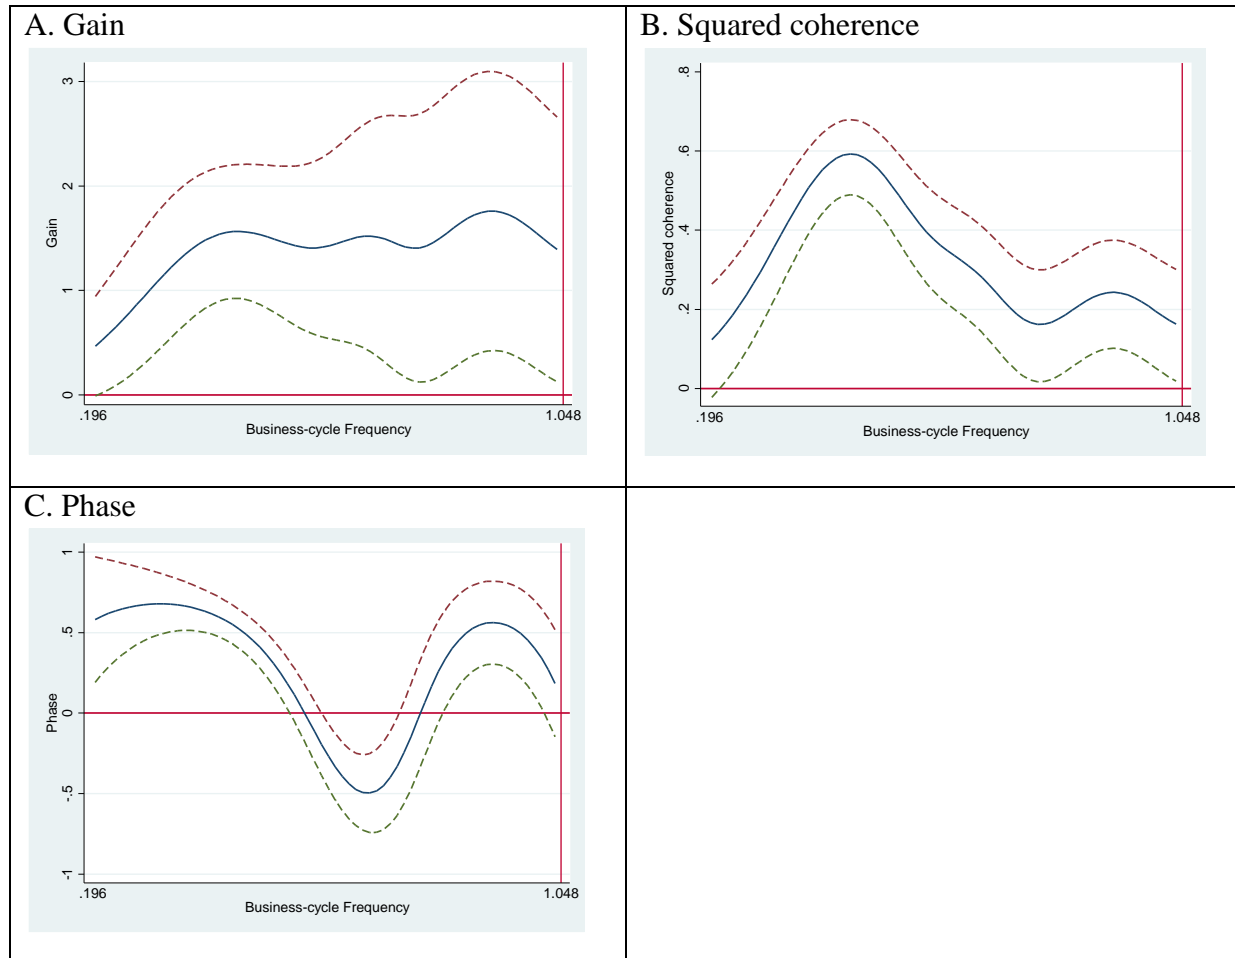 A. Gain
Gain
0
1
2
3
.196
1.048
Business-cycle Frequency
B. Squared coherence
Squared coherence
0
.2
.4
.6
.8
.196
1.048
Business-cycle Frequency
C. Phase
Phase
-1
-.5
0
.5
1
.196
1.048
Business-cycle Frequency